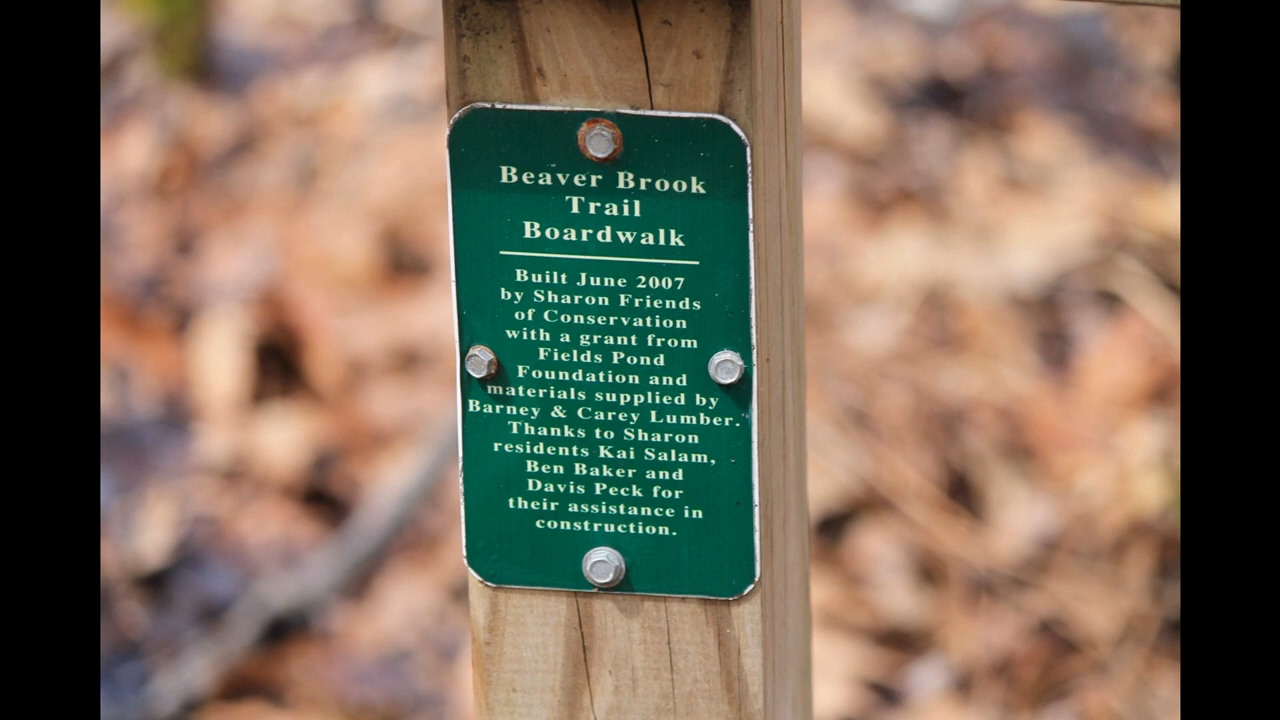 Beaver Brook
Trail
Boardwalk
Built June 2007
by Sharon Friends
of Conservation
with a grant from
Fields Pond
Foundation and
materials supplied by
Barney & Carey Lumber.
Thanks to Sharon
residents Kai Salam,
Ben Baker and
Davis Peck for
their assistance in
construction.